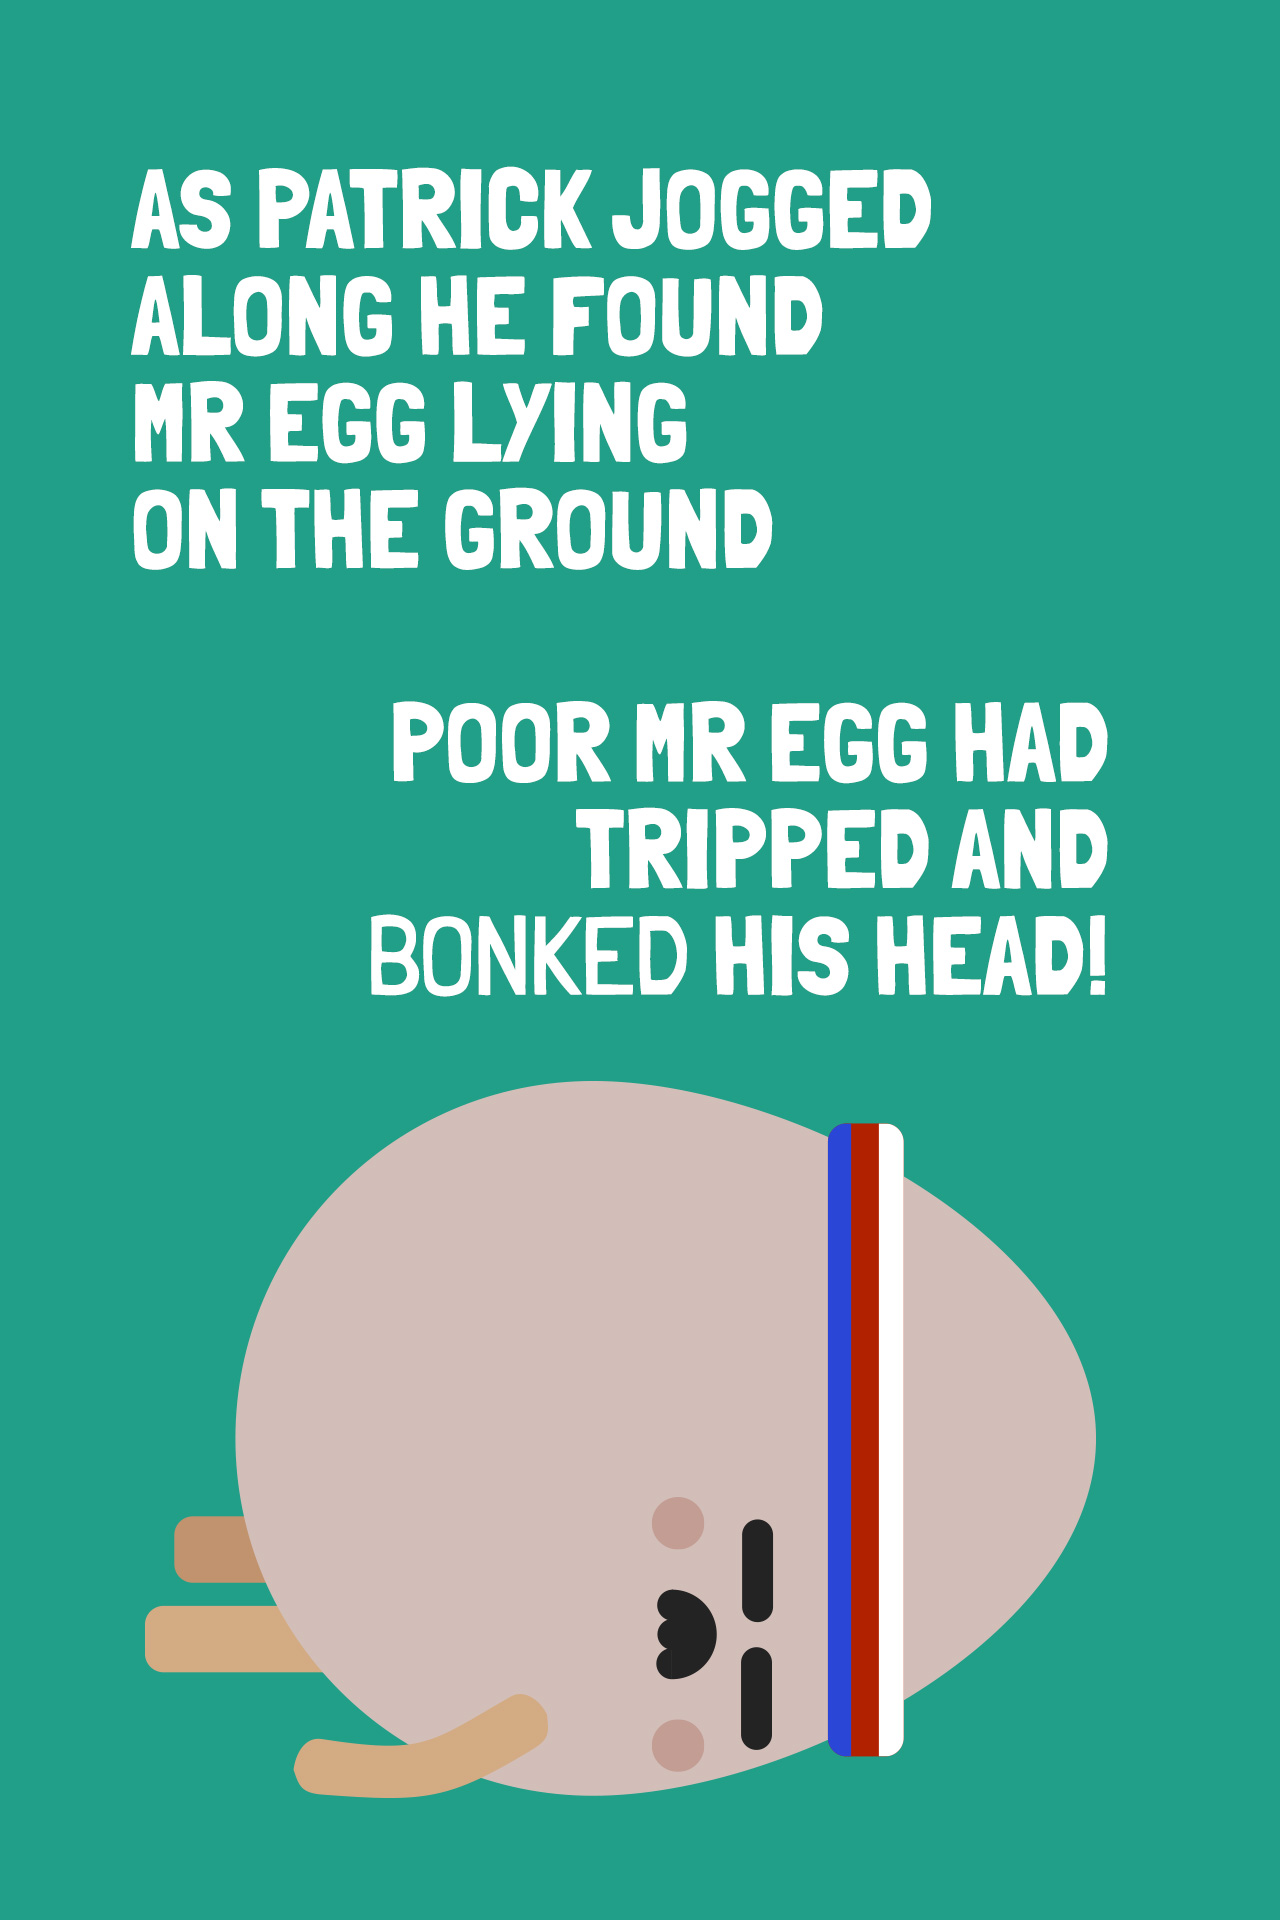 AS PATRICK JOGGED
ALONG HE FOUND
MR EGG LYING
ON THE GROUND
POOR MR EGG HAD
TRIPPED AND
BONKED HIS HEAD!